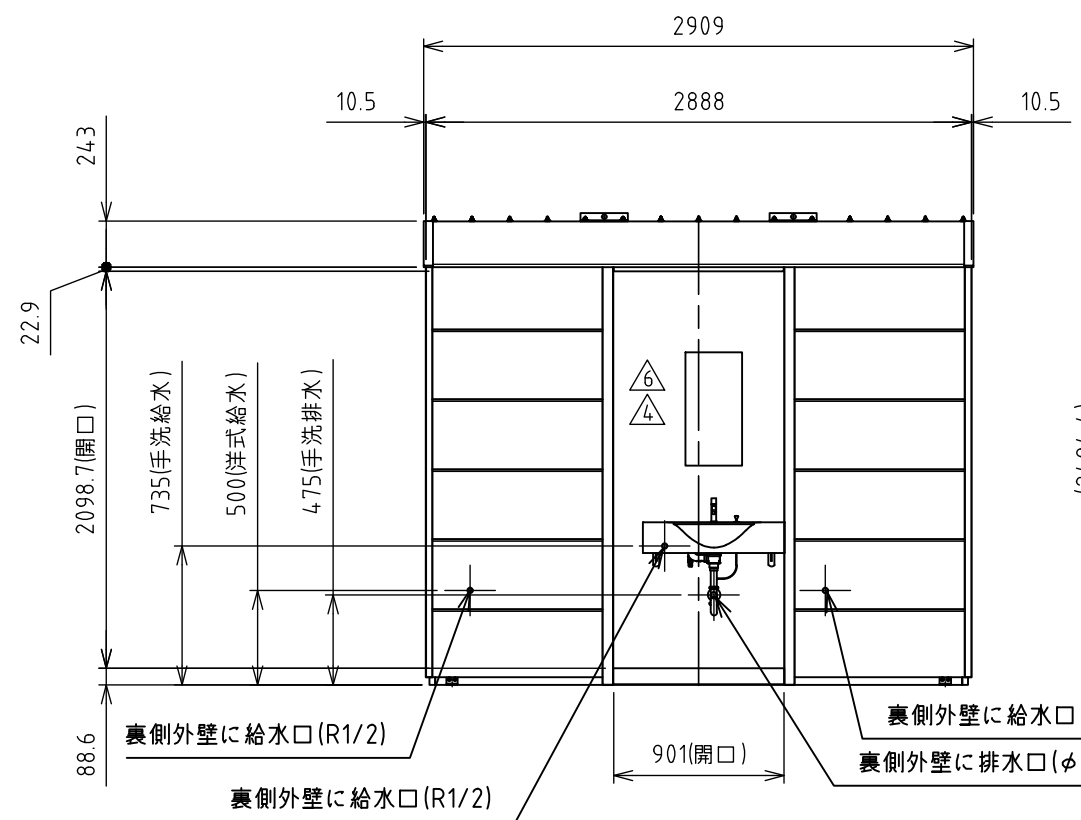 2909
10.5
2888
10.5
243
22.9
2098.7(開口)
735(手洗給水)
500(洋式給水)
475(手洗排水)
6
4
88.6
裏側外壁に給水口(R1/2)
裏側外壁に給水口(R1/2)
901(開口)
裏側外壁に給水口
裏側外壁に排水口(φ